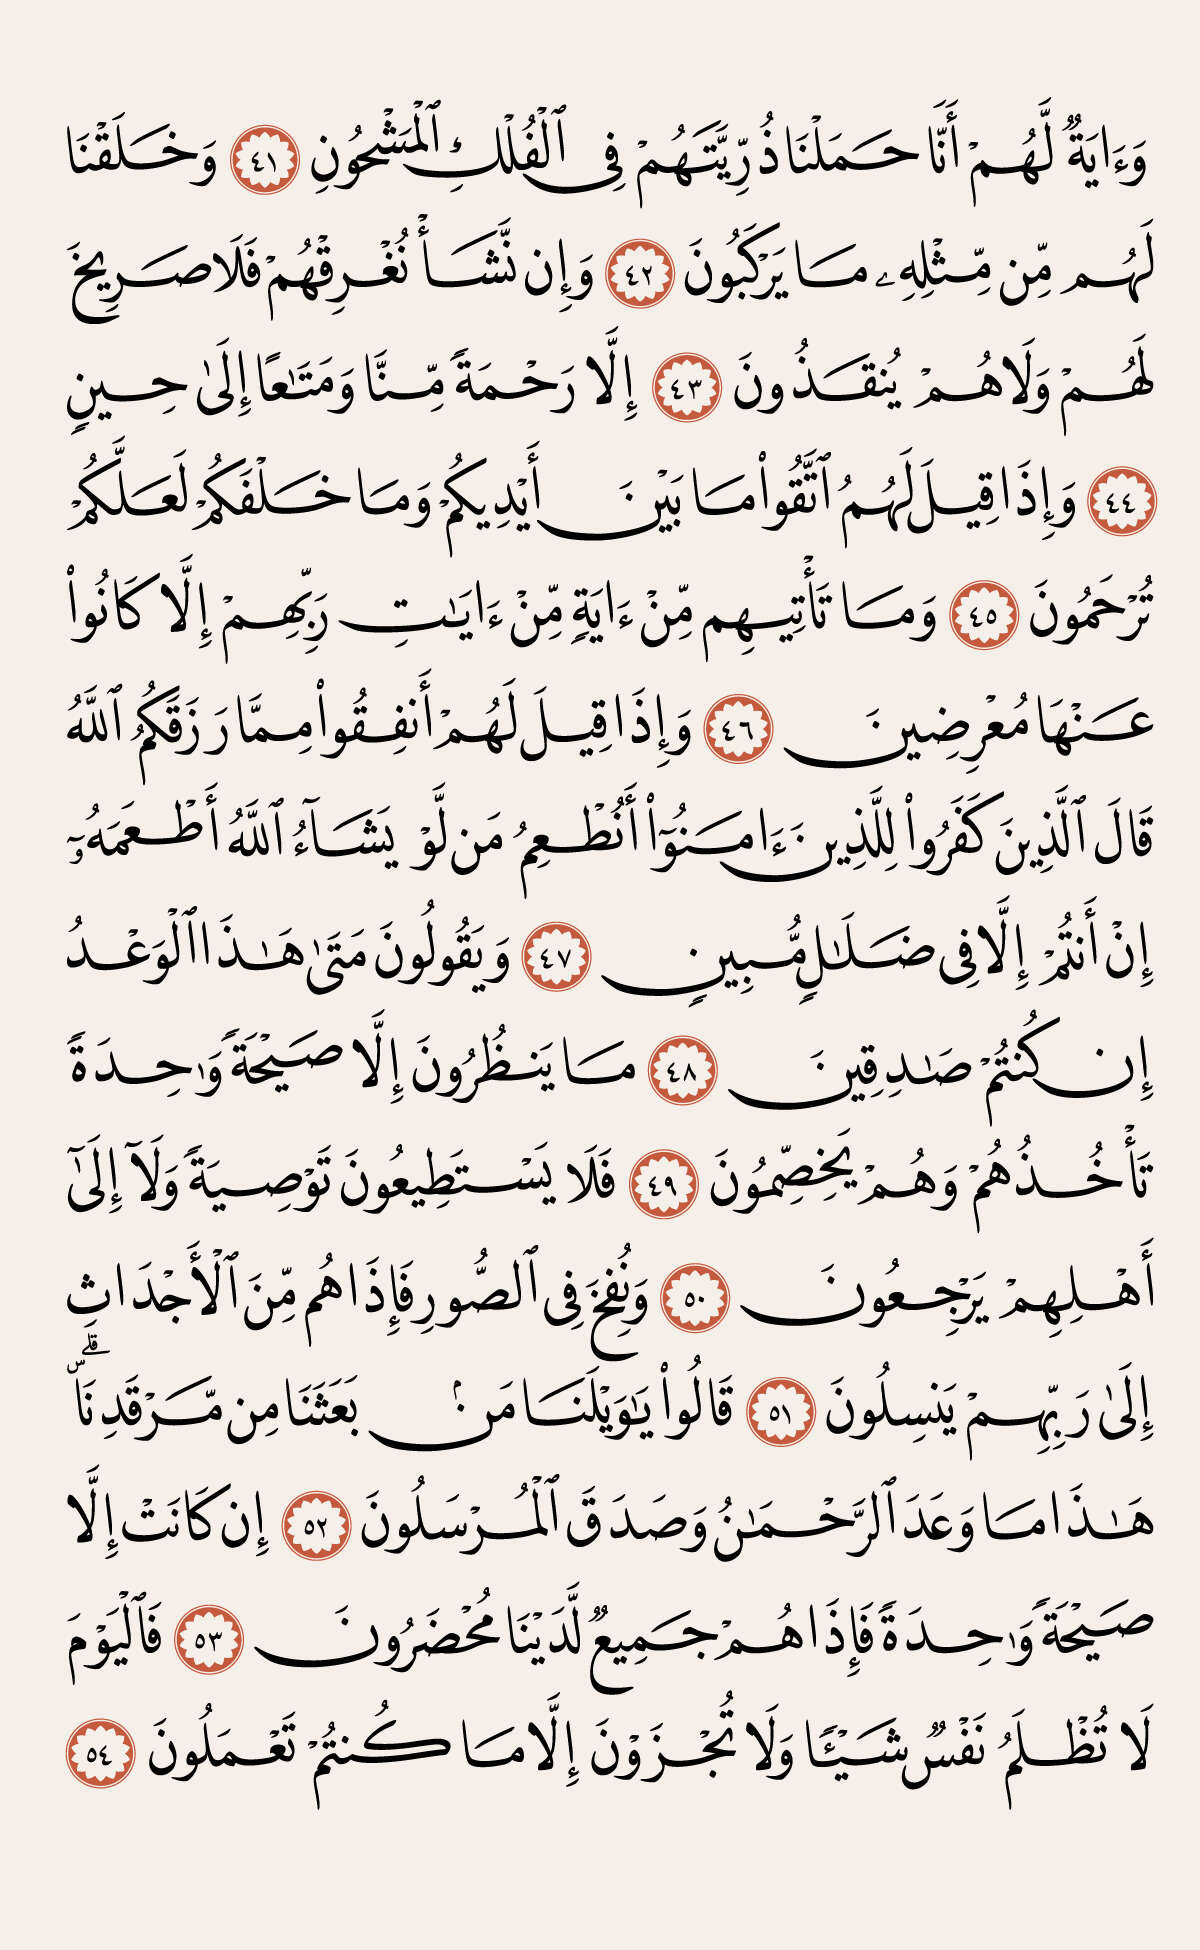 وَءَايَةٌ لَّهُمْ أَنَّا حَمَلْنَا ذُرِّيَّتَهُمْ فِى ٱلْفُلْكِ ٱلْمَشْحُونِ ٤١ وَخَلَقْنَا
لَهُم مِّن مِّثْلِهِۦ مَا يَرْكَبُونَ ٤٢ وَإِن نَّشَأْ نُغْرِقْهُمْ فَلَا صَرِيخَ
لَهُمْ وَلَا هُمْ يُنقَذُونَ ٤٣ إِلَّا رَحْمَةً مِّنَّا وَمَتَٰعًا إِلَىٰ حِينٍ
٤٤ وَإِذَا قِيلَ لَهُمُ ٱتَّقُوا۟ مَا بَيْنَ أَيْدِيكُمْ وَمَا خَلْفَكُمْ لَعَلَّكُمْ
تُرْحَمُونَ ٤٥ وَمَا تَأْتِيهِم مِّنْ ءَايَةٍ مِّنْ ءَايَٰتِ رَبِّهِمْ إِلَّا كَانُوا۟
عَنْهَا مُعْرِضِينَ ٤٦ وَإِذَا قِيلَ لَهُمْ أَنفِقُوا۟ مِمَّا رَزَقَكُمُ ٱللَّهُ
قَالَ ٱلَّذِينَ كَفَرُوا۟ لِلَّذِينَ ءَامَنُوٓا۟ أَنُطْعِمُ مَن لَّوْ يَشَآءُ ٱللَّهُ أَطْعَمَهُۥٓ
إِنْ أَنتُمْ إِلَّا فِى ضَلَٰلٍ مُّبِينٍ ٤٧ وَيَقُولُونَ مَتَىٰ هَٰذَا ٱلْوَعْدُ
إِن كُنتُمْ صَٰدِقِينَ ٤٨ مَا يَنظُرُونَ إِلَّا صَيْحَةً وَٰحِدَةً
تَأْخُذُهُمْ وَهُمْ يَخِصِّمُونَ ٤٩ فَلَا يَسْتَطِيعُونَ تَوْصِيَةً وَلَآ إِلَىٰٓ
أَهْلِهِمْ يَرْجِعُونَ ٥٠ وَنُفِخَ فِى ٱلصُّورِ فَإِذَا هُم مِّنَ ٱلْأَجْدَاثِ
إِلَىٰ رَبِّهِمْ يَنسِلُونَ ٥١ قَالُوا۟ يَٰوَيْلَنَا مَنۢ بَعَثَنَا مِن مَّرْقَدِنَاۜۗ
هَٰذَا مَا وَعَدَ ٱلرَّحْمَٰنُ وَصَدَقَ ٱلْمُرْسَلُونَ ٥٢ إِن كَانَتْ إِلَّا
صَيْحَةً وَٰحِدَةً فَإِذَا هُمْ جَمِيعٌ لَّدَيْنَا مُحْضَرُونَ ٥٣ فَٱلْيَوْمَ
لَا تُظْلَمُ نَفْسٌ شَيْـًٔا وَلَا تُجْزَوْنَ إِلَّا مَا كُنتُمْ تَعْمَلُونَ ٥٤